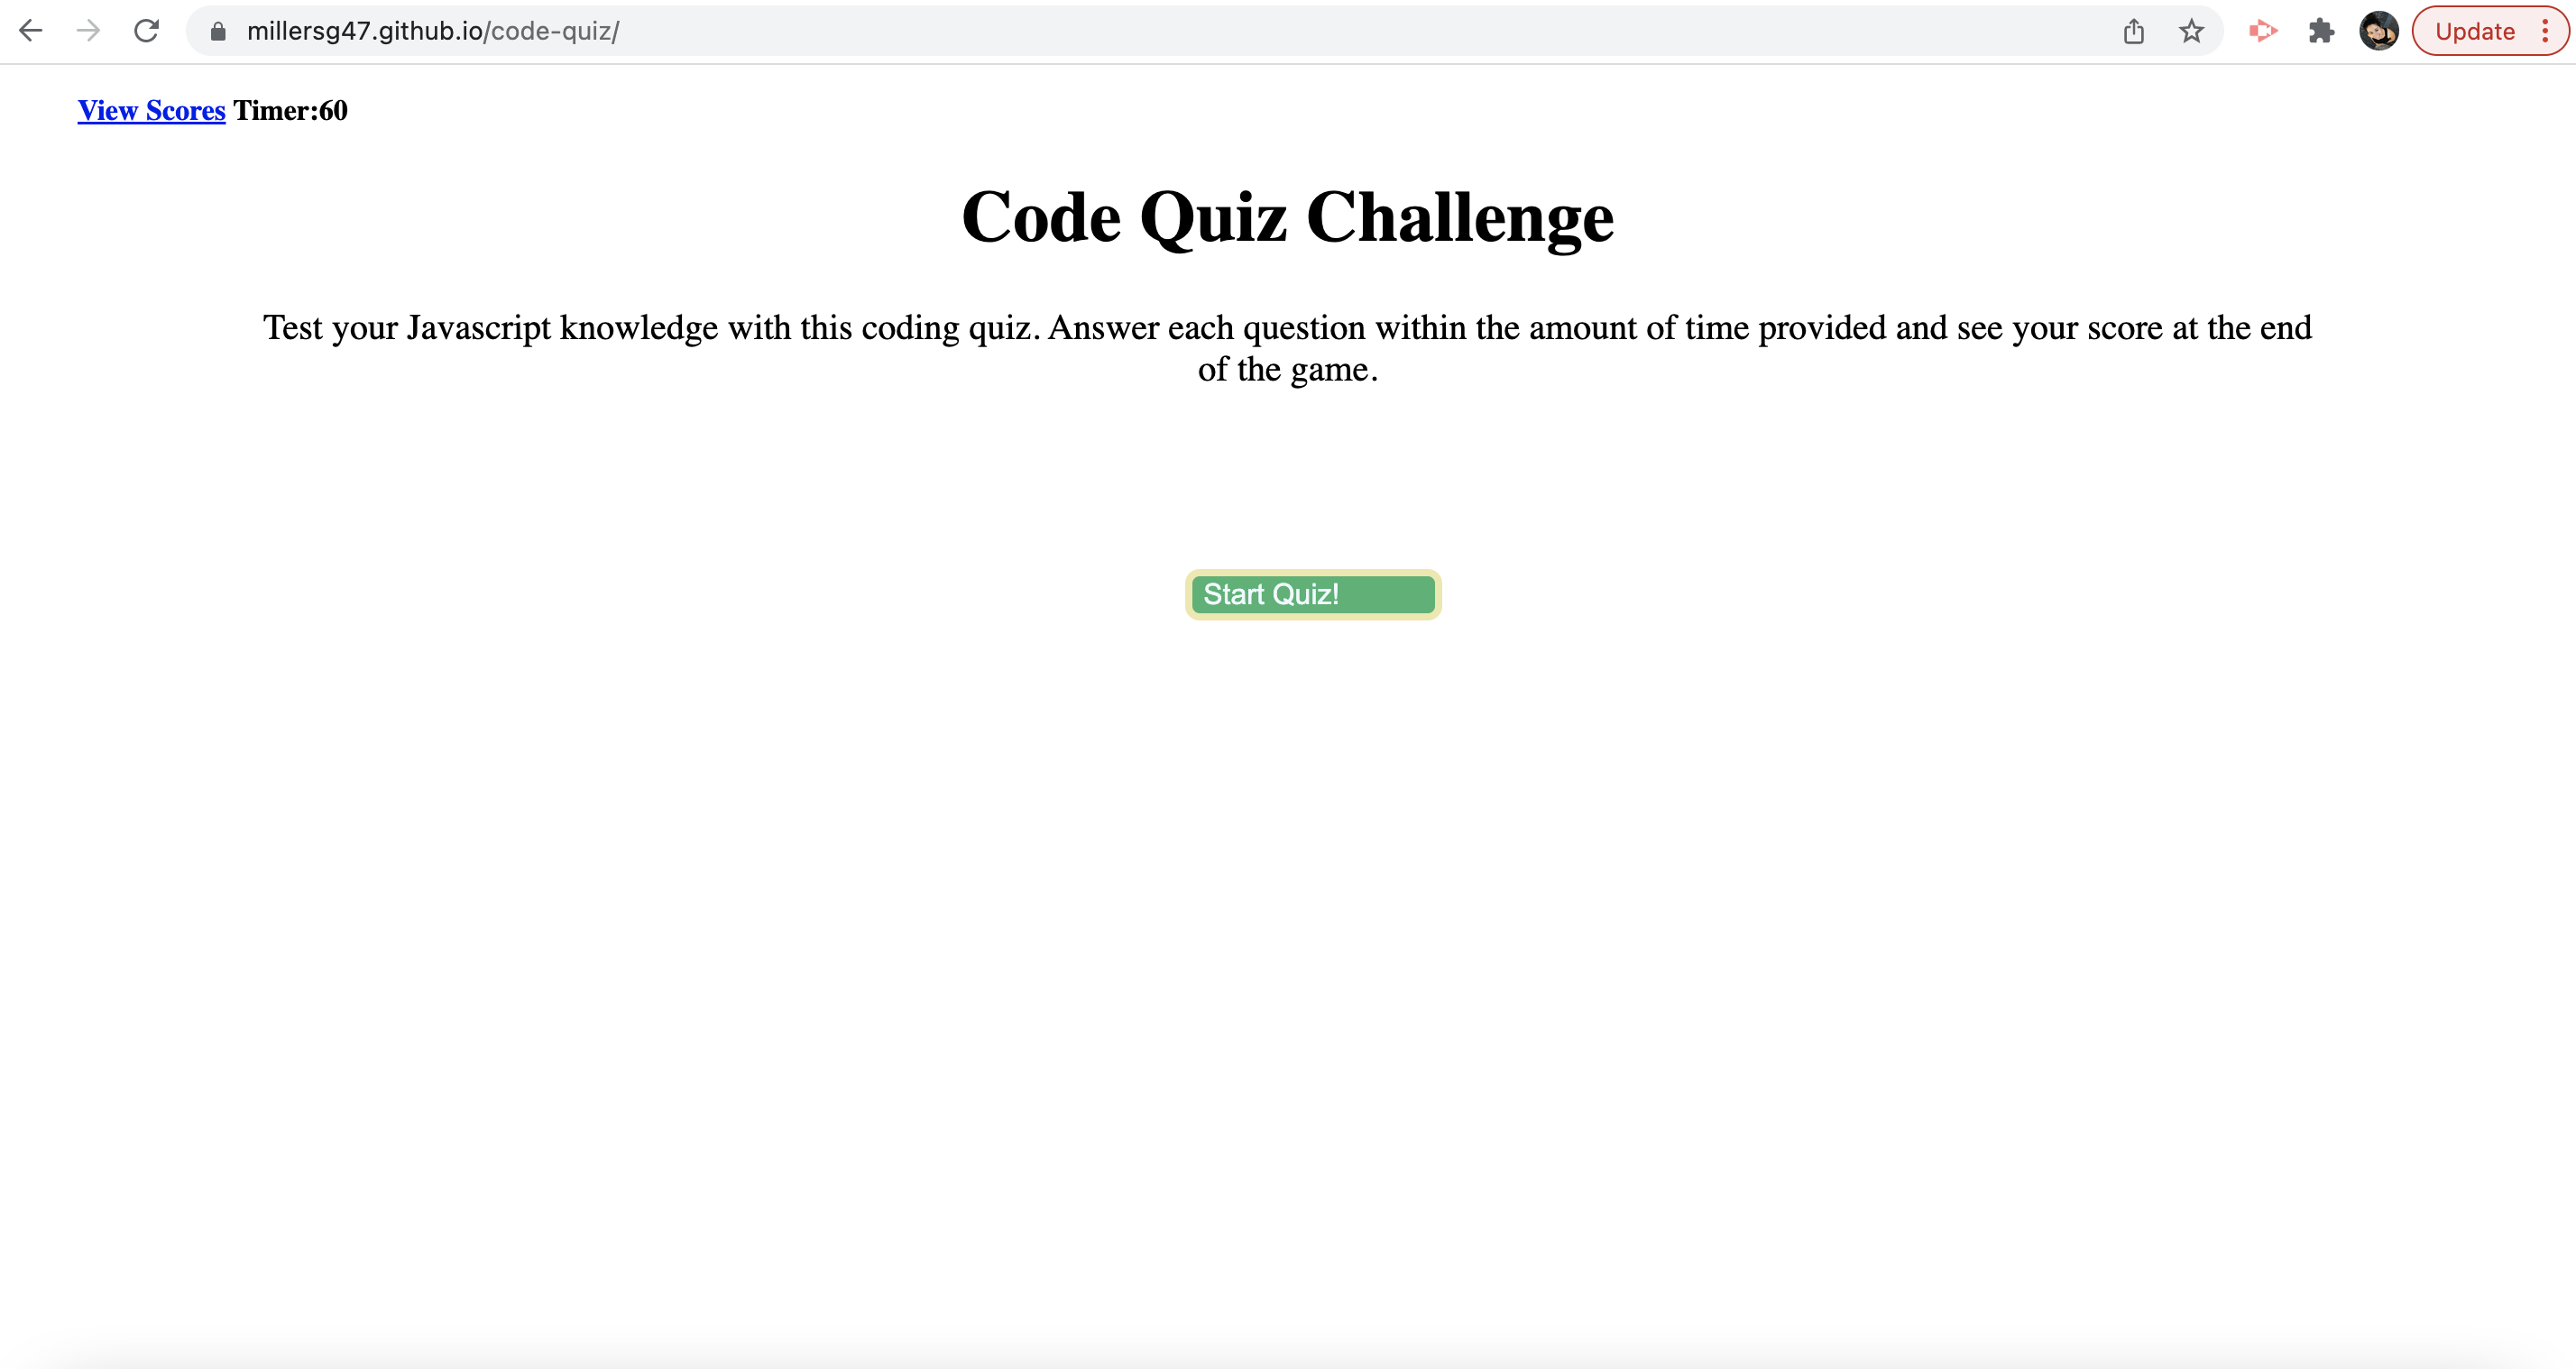 millersg47.github.io/code-quiz/
Update
View Scores Timer:60
Code Quiz Challenge
Test your Javascript knowledge with this coding quiz. Answer each question within the amount of time provided and see your score at the end
of the game.
Start Quiz!